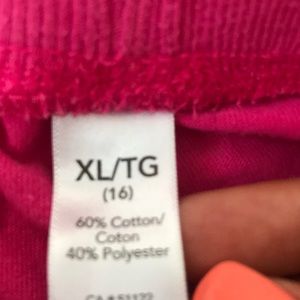 XL/TG
(16)
60% Cotton/
Coton
40% Polyester